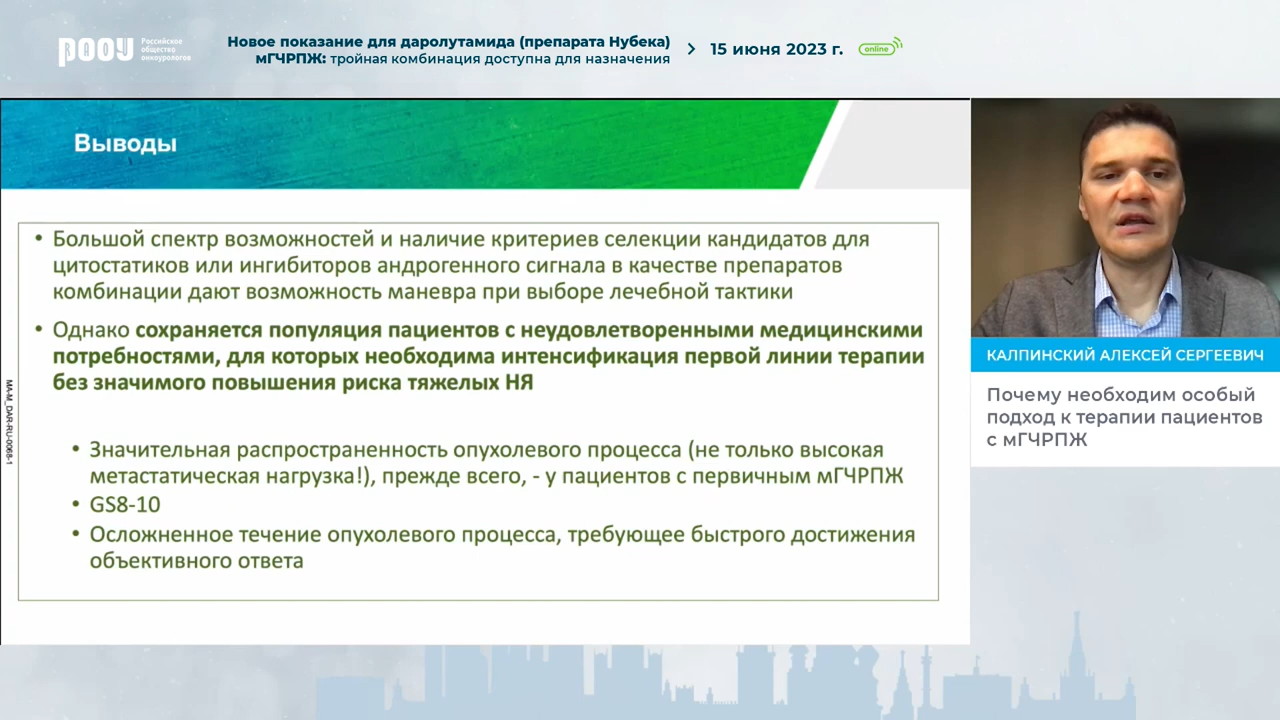 РООУ
Российское
общество
онкоурологов
Новое показание для даролутамида (препарата Нубека)
мГЧРПЖ: тройная комбинация доступна для назначения
15 июня 2023 г.
online
Выводы
• Большой спектр возможностей и наличие критериев селекции кандидатов для
цитостатиков или ингибиторов андрогенного сигнала в качестве препаратов
комбинации дают возможность маневра при выборе лечебной тактики
• Однако сохраняется популяция пациентов с неудовлетворенными медицинскими
потребностями, для которых необходима интенсификация первой линии терапии
без значимого повышения риска тяжелых НЯ
• Значительная распространенность опухолевого процесса (не только высокая
метастатическая нагрузка!), прежде всего, - у пациентов с первичным мГЧРПЖ
• GS8-10
• Осложненное течение опухолевого процесса, требующее быстрого достижения
объективного ответа
MA-M_DAR-RU-0068-1
КАЛПИНСКИЙ АЛЕКСЕЙ СЕРГЕЕВИЧ
Почему необходим особый
подход к терапии пациентов
с мГЧРПЖ